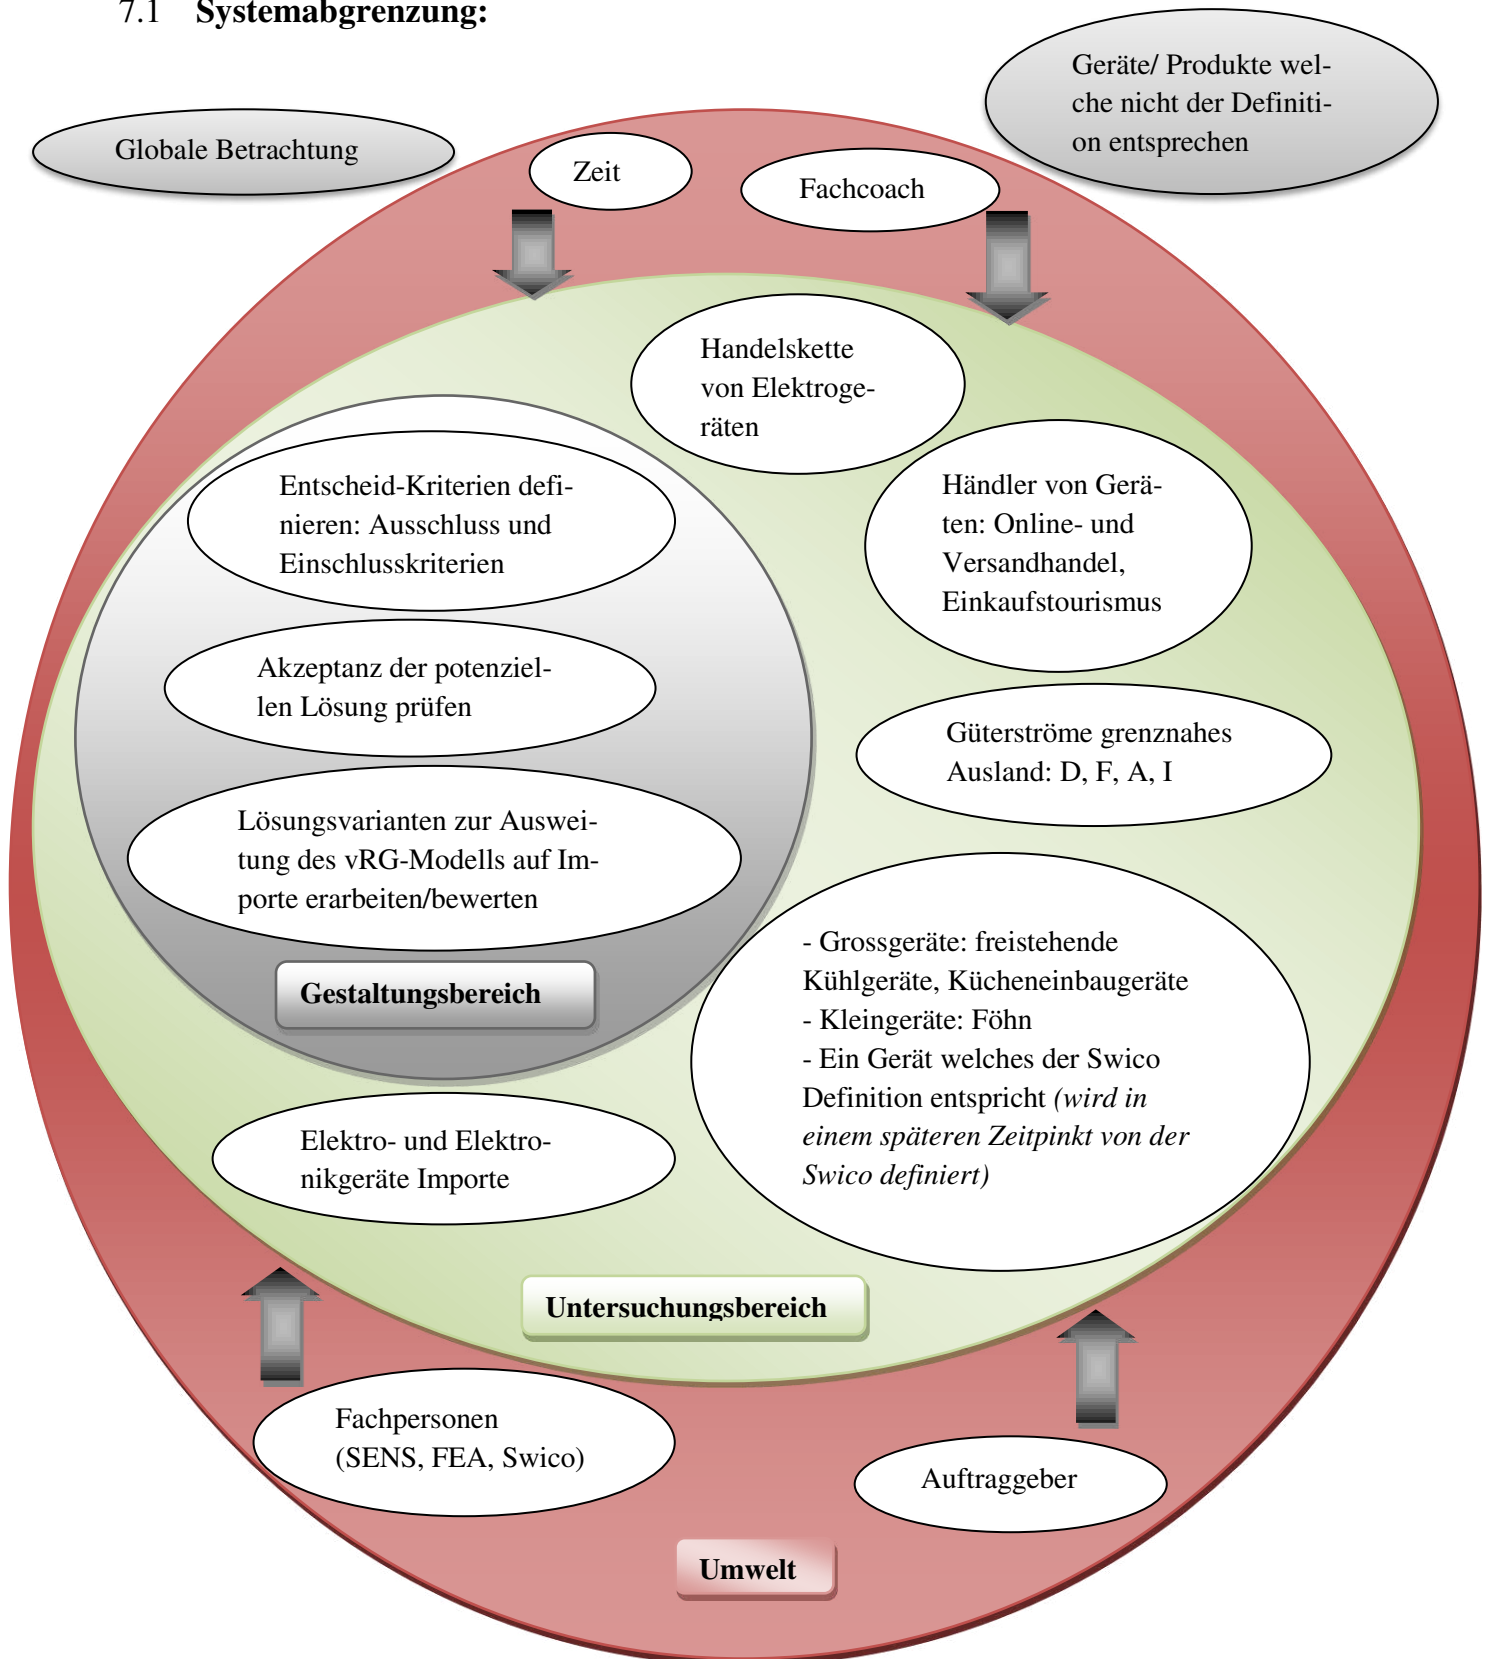 7.1 Systemabgrenzung:
Geräte/ Produkte wel-
che nicht der Definiti-
on entsprechen
Globale Betrachtung
Zeit
Fachcoach
Handelskette
von Elektroge-
räten
Entscheid-Kriterien defi-
nieren: Ausschluss und
Einschlusskriterien
Händler von Gerä-
ten: Online- und
Versandhandel,
Einkaufstourismus
Akzeptanz der potenziel-
len Lösung prüfen
Güterströme grenznahes
Ausland: D, F, A, I
Lösungsvarianten zur Auswei-
tung des vRG-Modells auf Im-
porte erarbeiten/bewerten
Gestaltungsbereich
- Grossgeräte: freistehende
Kühlgeräte, Kücheneinbaugeräte
- Kleingeräte: Föhn
- Ein Gerät welches der Swico
Definition entspricht (wird in
einem späteren Zeitpinkt von der
Swico definiert)
Elektro- und Elektro-
nikgeräte Importe
Untersuchungsbereich
Fachpersonen
(SENS, FEA, Swico)
Auftraggeber
Umwelt